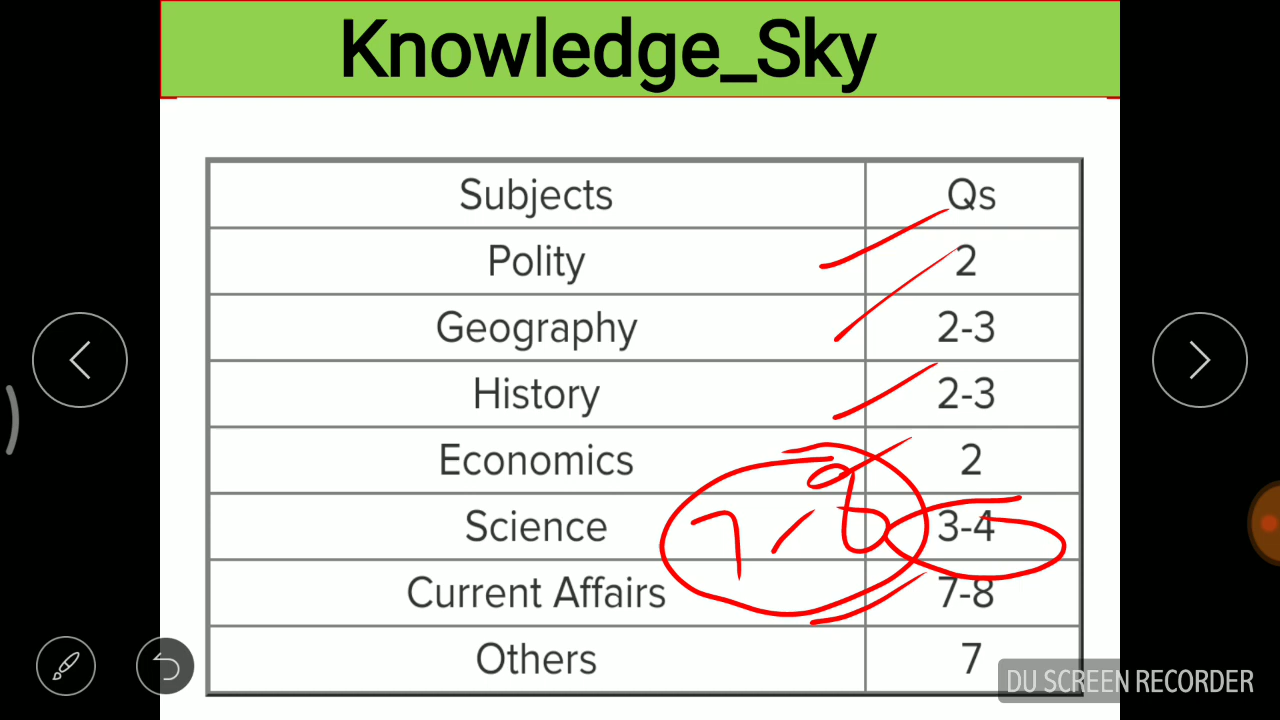 Knowledge_Sky
Subjects Qs
Polity 2
Geography 2-3
History 2-3
Economics 2
Science 7-8 3-4
Current Affairs 7-8
Others 7
DU SCREEN RECORDER